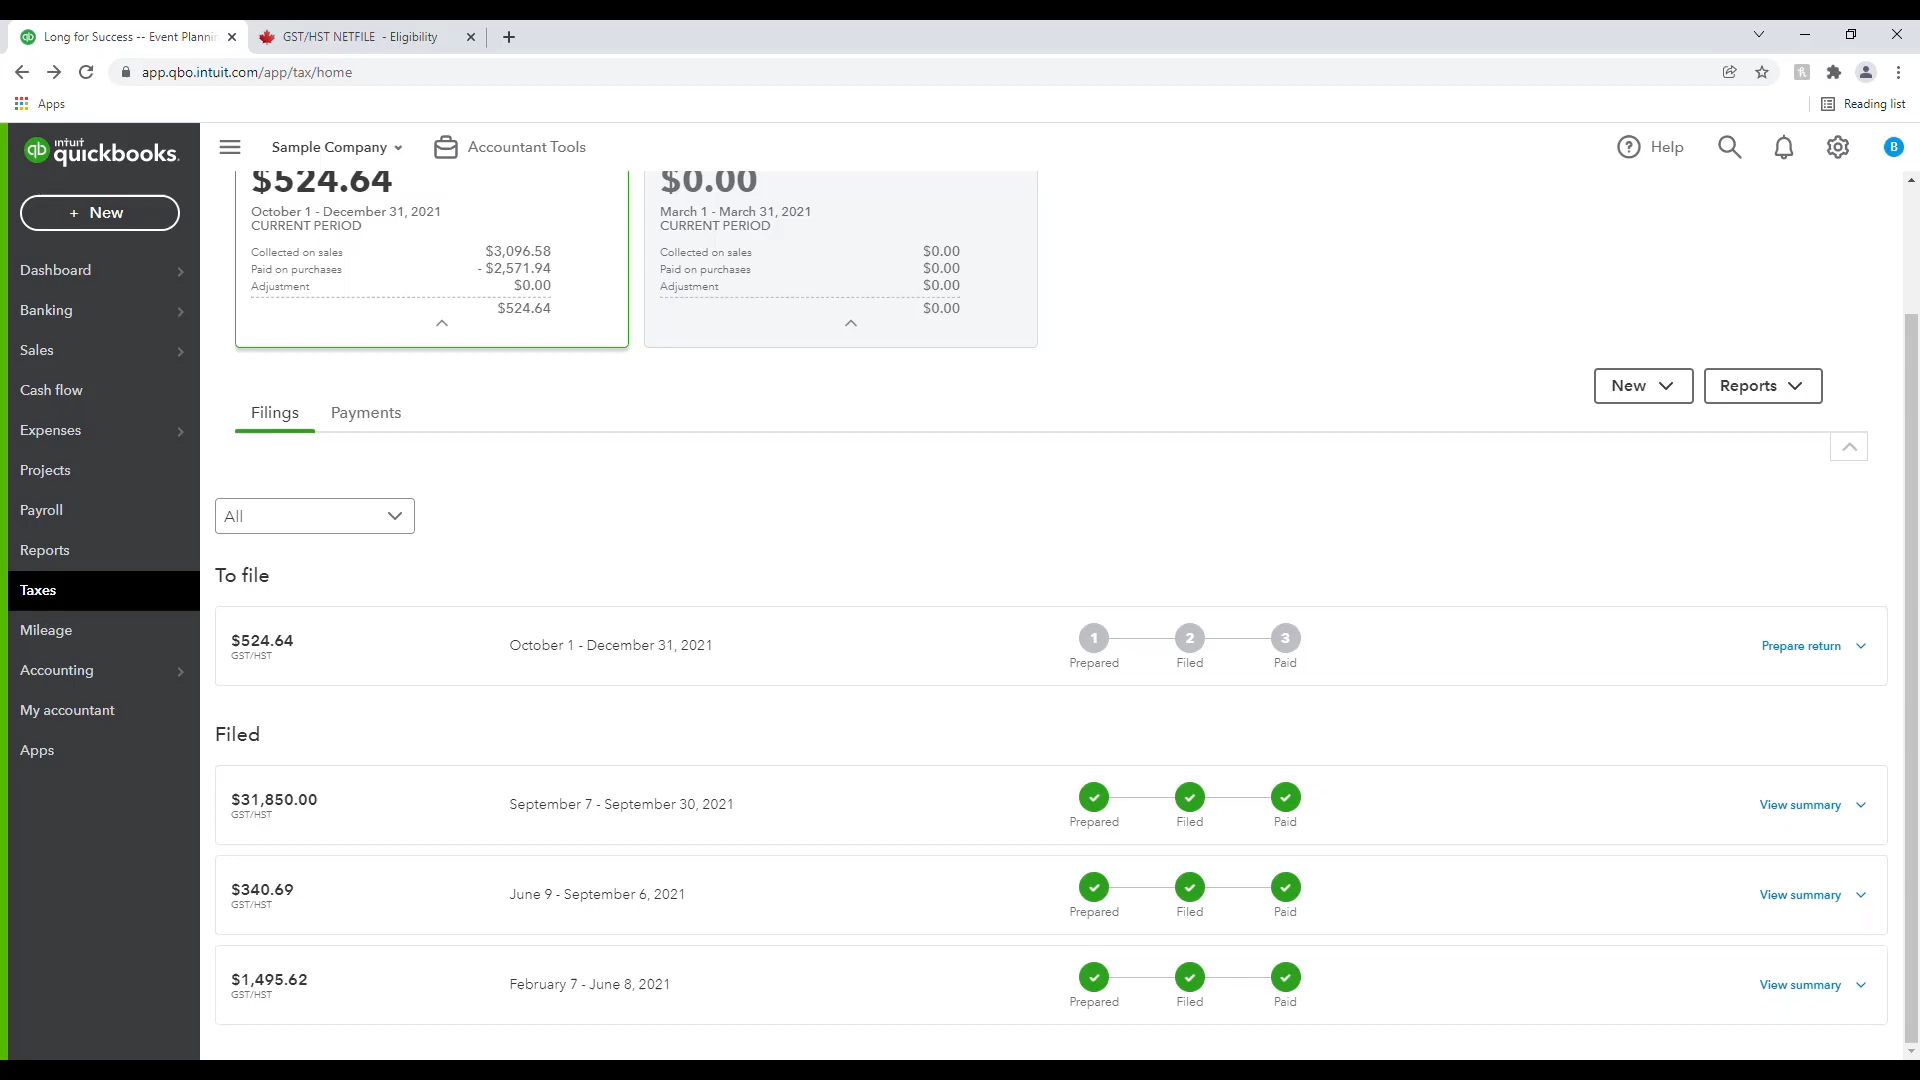 Long for Success -- Event Plannin
GST/HST NETFILE - Eligibility
app.qbo.intuit.com/app/tax/home
Apps
Reading list
intuit
quickbooks.
Sample Company
Accountant Tools
Help
B
+ New
Dashboard
Banking
Sales
Cash flow
Expenses
Projects
Payroll
Reports
Taxes
Mileage
Accounting
My accountant
Apps
$524.64
October 1 - December 31, 2021
CURRENT PERIOD
Collected on sales $3,096.58
Paid on purchases - $2,571.94
Adjustment $0.00
$524.64
$0.00
March 1 - March 31, 2021
CURRENT PERIOD
Collected on sales $0.00
Paid on purchases $0.00
Adjustment $0.00
$0.00
New
Reports
Filings
Payments
All
To file
$524.64
GST/HST
October 1 - December 31, 2021
1 2 3
Prepared Filed Paid
Prepare return
Filed
$31,850.00
GST/HST
September 7 - September 30, 2021
Prepared Filed Paid
View summary
$340.69
GST/HST
June 9 - September 6, 2021
Prepared Filed Paid
View summary
$1,495.62
GST/HST
February 7 - June 8, 2021
Prepared Filed Paid
View summary